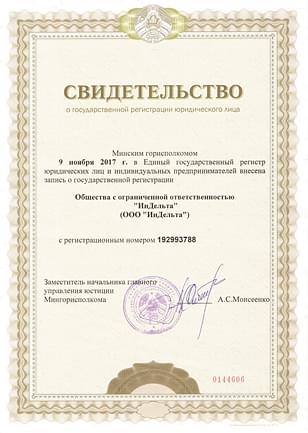 СВИДЕТЕЛЬСТВО
о государственной регистрации юридического лица
Минским горисполкомом
9 ноября 2017 г. в Единый государственный регистр
юридических лиц и индивидуальных предпринимателей внесена
запись о государственной регистрации
Общества с ограниченной ответственностью
"ИнДельта"
(ООО "ИнДельта")
с регистрационным номером 192993788
Заместитель начальника главного
управления юстиции
Мингорисполкома
А.С.Моисеенко
0144606